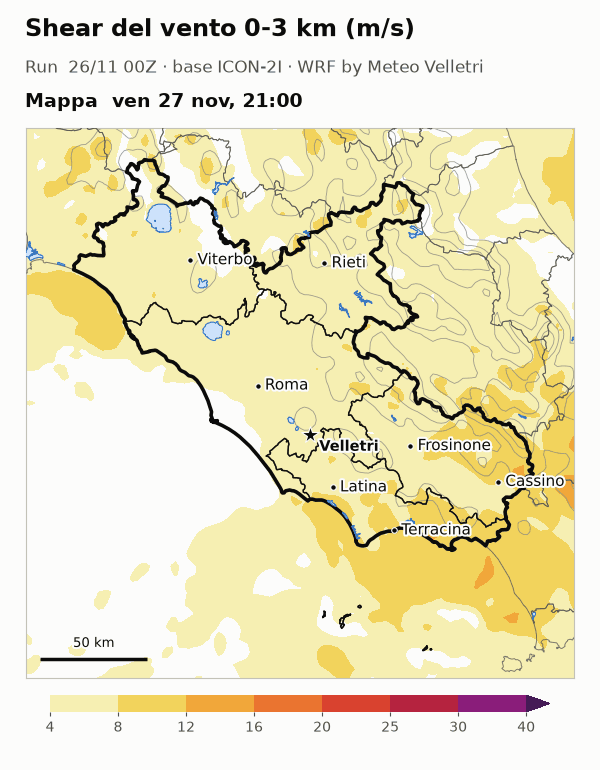 Shear del vento 0-3 km (m/s)
Run  26/11 00Z · base ICON-2I · WRF by Meteo Velletri
Mappa  ven 27 nov, 21:00
Viterbo
Rieti
Roma
Velletri
Frosinone
Latina
Cassino
Terracina
50 km
4 8 12 16 20 25 30 40